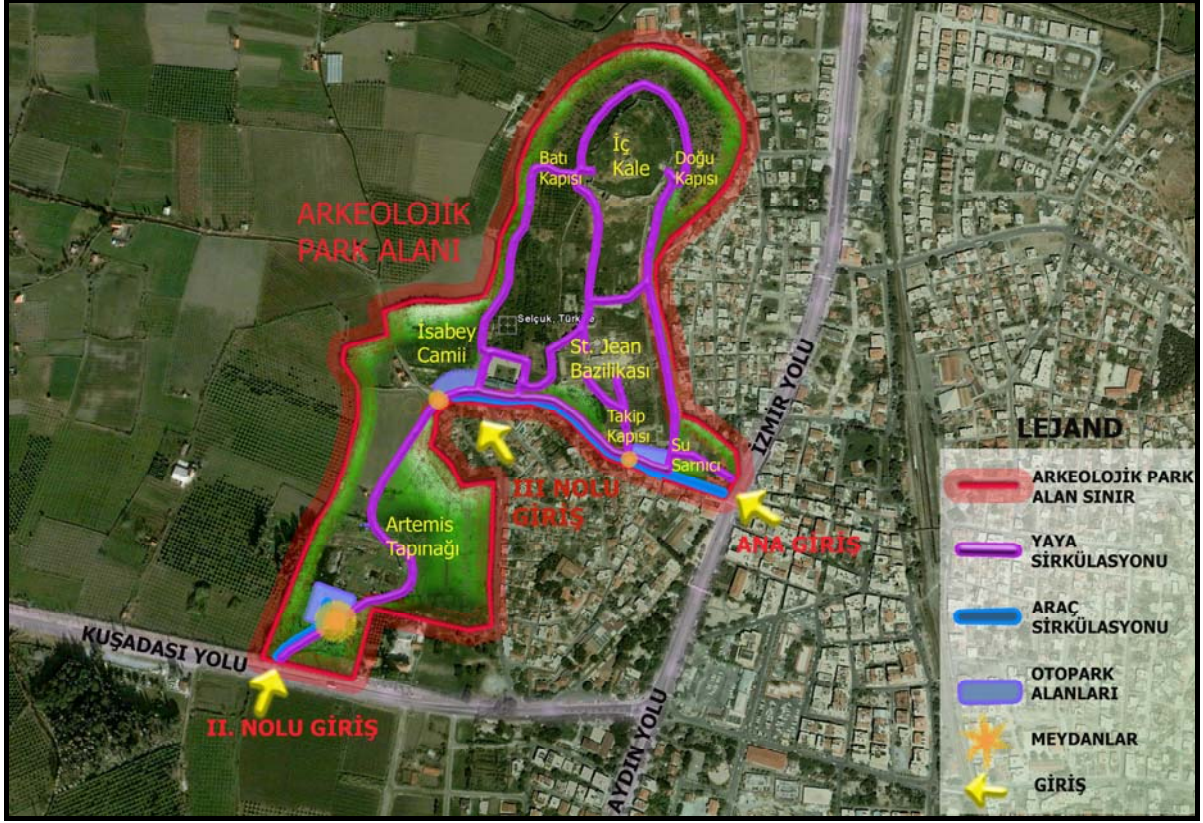 Batı
Kapısı
İç
Kale
Doğu
Kapısı
ARKEOLOJİK
PARK ALANI
Selçuk, Türkiye
İsabey
Camii
St. Jean
Bazilikası
Takip
Kapısı
Su
Sarnıcı
İZMİR YOLU
III NOLU
GİRİŞ
ANA GİRİŞ
Artemis
Tapınağı
KUŞADASI YOLU
II. NOLU GİRİŞ
AYDIN YOLU
LEJAND
ARKEOLOJİK PARK
ALAN SINIR
YAYA
SİRKÜLASYONU
ARAÇ
SİRKÜLASYONU
OTOPARK
ALANLARI
MEYDANLAR
GİRİŞ